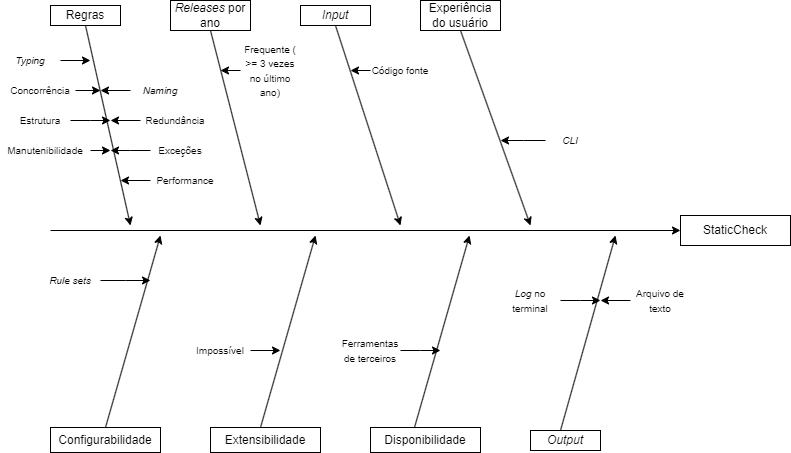 Regras
Releases por
ano
Input
Experiência
do usuário
Typing
Concorrência
Naming
Estrutura
Redundância
Manutenibilidade
Exceções
Performance
Frequente (
>= 3 vezes
no último
ano)
Código fonte
CLI
StaticCheck
Rule sets
Impossível
Ferramentas
de terceiros
Log no
terminal
Arquivo de
texto
Configurabilidade
Extensibilidade
Disponibilidade
Output